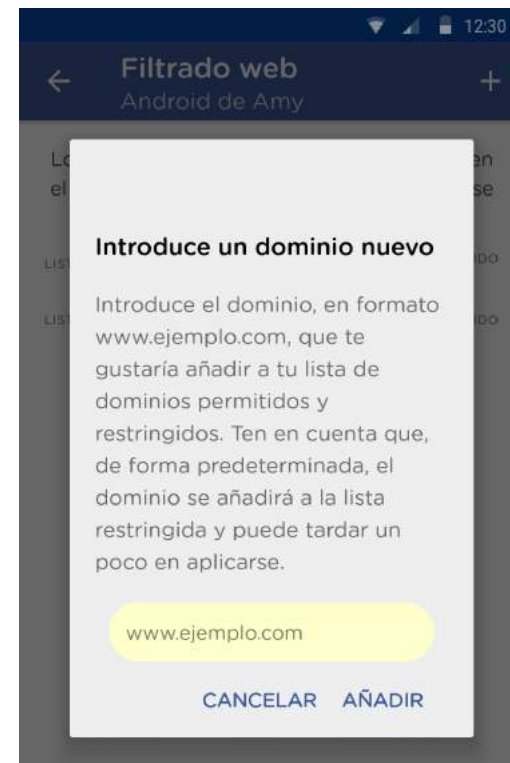 12:30
Filtrado web
Android de Amy
Introduce un dominio nuevo
Introduce el dominio, en formato
www.ejemplo.com, que te
gustaría añadir a tu lista de
dominios permitidos y
restringidos. Ten en cuenta que,
de forma predeterminada, el
dominio se añadirá a la lista
restringida y puede tardar un
poco en aplicarse.
www.ejemplo.com
CANCELAR AÑADIR